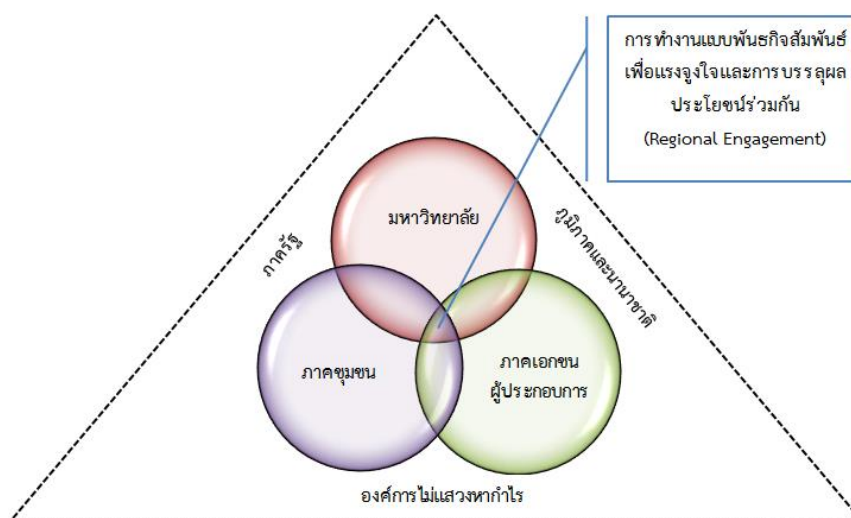 การทำงานแบบพันธกิจสัมพันธ์
เพื่อแรงจูงใจและการบรรลุผล
ประโยชน์ร่วมกัน
(Regional Engagement)
มหาวิทยาลัย
ภาครัฐ
ภูมิภาคและนานาชาติ
ภาคชุมชน
ภาคเอกชน
ผู้ประกอบการ
องค์การไม่แสวงหากำไร